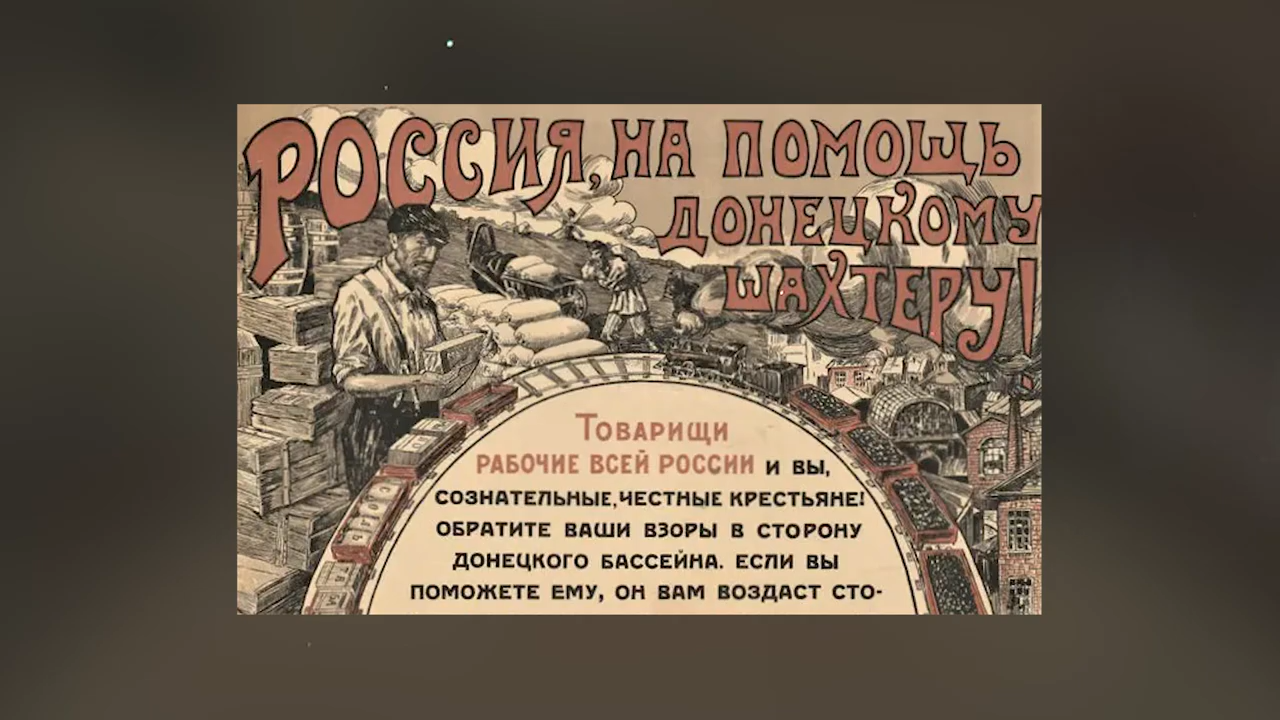 РОССИЯ, НА ПОМОЩЬ
ДОНЕЦКОМУ
ШАХТЕРУ!
ТОВАРИЩИ
РАБОЧИЕ ВСЕЙ РОССИИ И ВЫ,
СОЗНАТЕЛЬНЫЕ, ЧЕСТНЫЕ КРЕСТЬЯНЕ!
ОБРАТИТЕ ВАШИ ВЗОРЫ В СТОРОНУ
ДОНЕЦКОГО БАССЕЙНА. ЕСЛИ ВЫ
ПОМОЖЕТЕ ЕМУ, ОН ВАМ ВОЗДАСТ СТО-